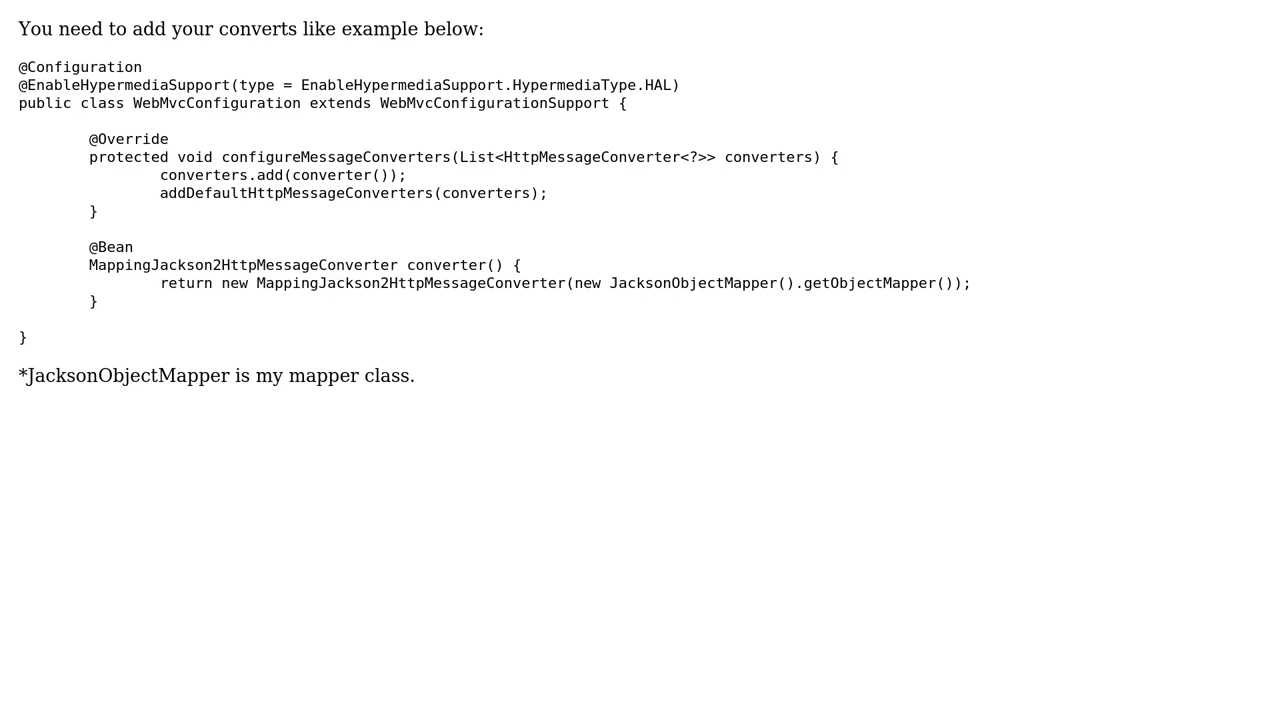 You need to add your converts like example below:
@Configuration
@EnableHypermediaSupport(type = EnableHypermediaSupport.HypermediaType.HAL)
public class WebMvcConfiguration extends WebMvcConfigurationSupport {
@Override
protected void configureMessageConverters(List<HttpMessageConverter<?>> converters) {
converters.add(converter());
addDefaultHttpMessageConverters(converters);
}
@Bean
MappingJackson2HttpMessageConverter converter() {
return new MappingJackson2HttpMessageConverter(new JacksonObjectMapper().getObjectMapper());
}
}
*JacksonObjectMapper is my mapper class.